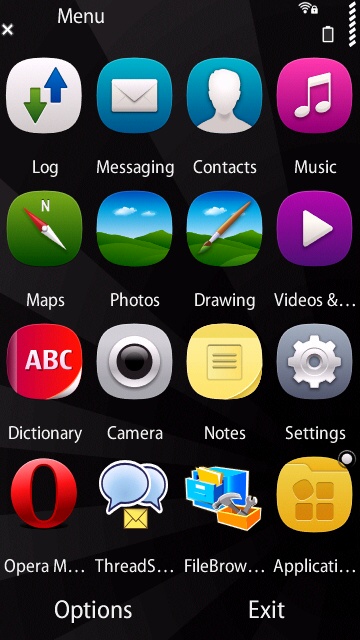 Menu
Log Messaging Contacts Music
N
Maps Photos Drawing Videos &...
ABC
Dictionary Camera Notes Settings
Opera M... ThreadS... FileBrow... Applicati...
Options Exit